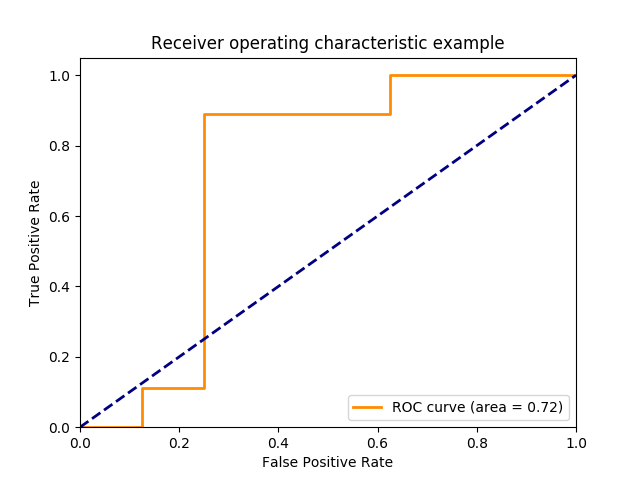 Receiver operating characteristic example
True Positive Rate
1.0
0.8
0.6
0.4
0.2
0.0
ROC curve (area = 0.72)
0.0 0.2 0.4 0.6 0.8 1.0
False Positive Rate